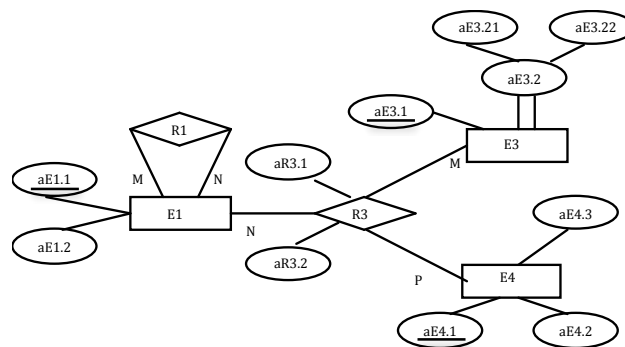 aE3.21
aE3.22
aE3.2
aE3.1
R1
E3
aR3.1
M
aE1.1
M
N
E1
R3
aE4.3
N
aE1.2
aR3.2
P
E4
aE4.1
aE4.2